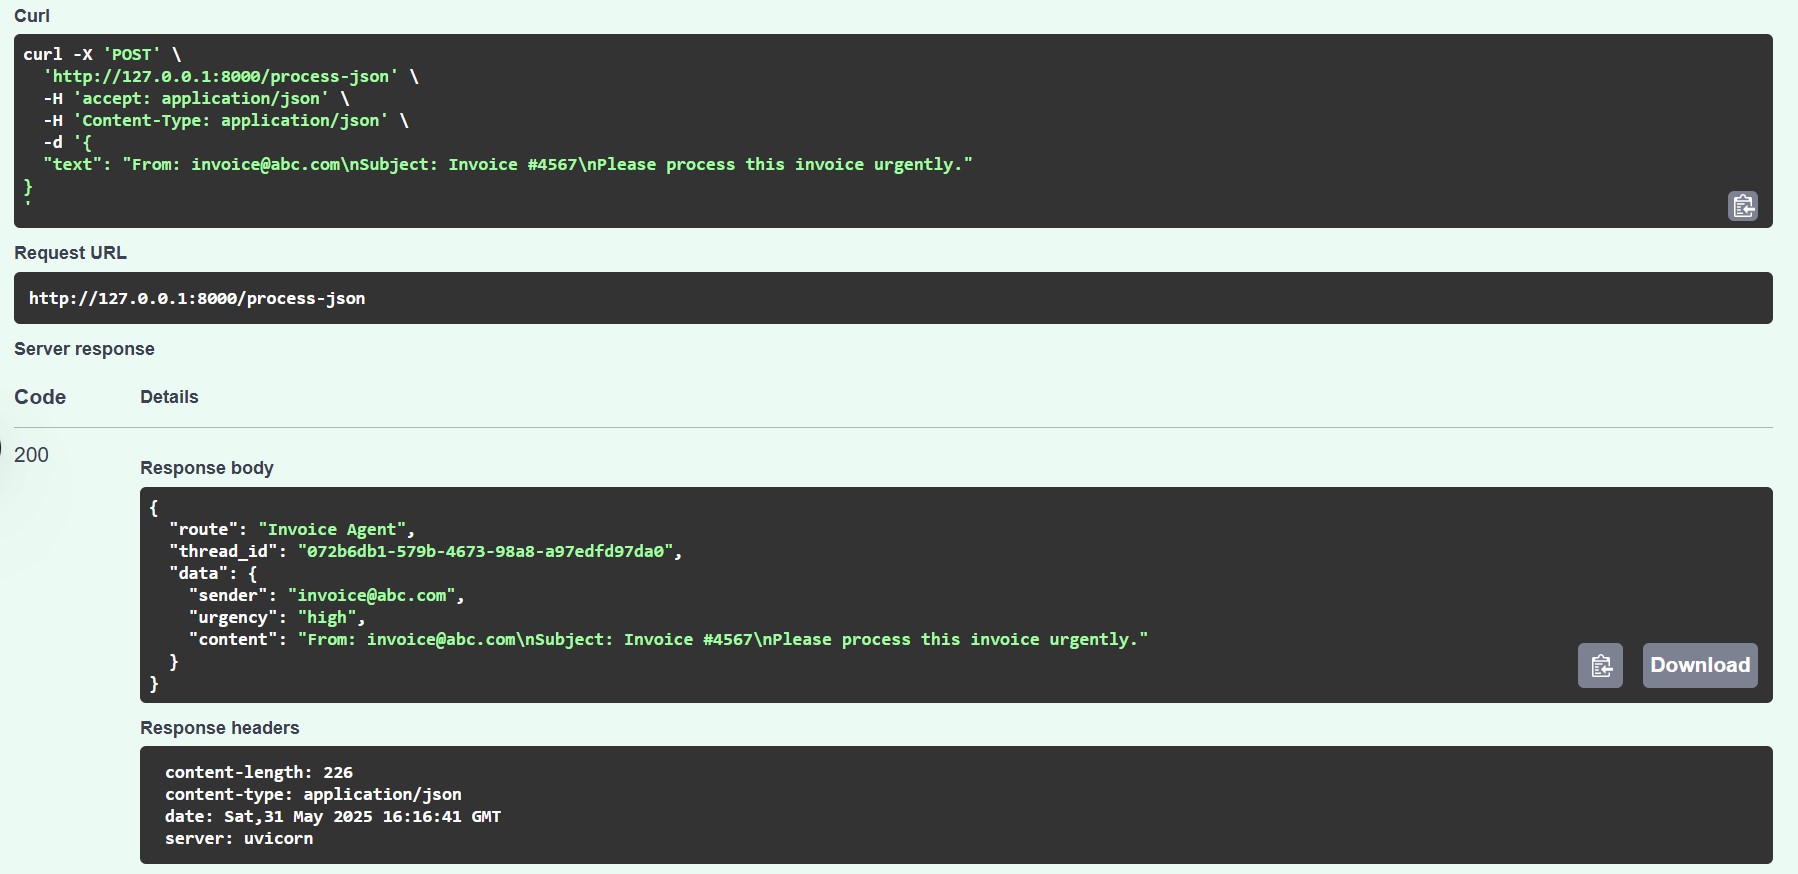 Curl
curl -X 'POST' \
  'http://127.0.0.1:8000/process-json' \
  -H 'accept: application/json' \
  -H 'Content-Type: application/json' \
  -d '{
  "text": "From: invoice@abc.com\nSubject: Invoice #4567\nPlease process this invoice urgently."
}
'
Request URL
http://127.0.0.1:8000/process-json
Server response
Code Details
200
Response body
{
  "route": "Invoice Agent",
  "thread_id": "072b6db1-579b-4673-98a8-a97edfd97da0",
  "data": {
    "sender": "invoice@abc.com",
    "urgency": "high",
    "content": "From: invoice@abc.com\nSubject: Invoice #4567\nPlease process this invoice urgently."
  }
}
Download
Response headers
content-length: 226
content-type: application/json
date: Sat,31 May 2025 16:16:41 GMT
server: uvicorn